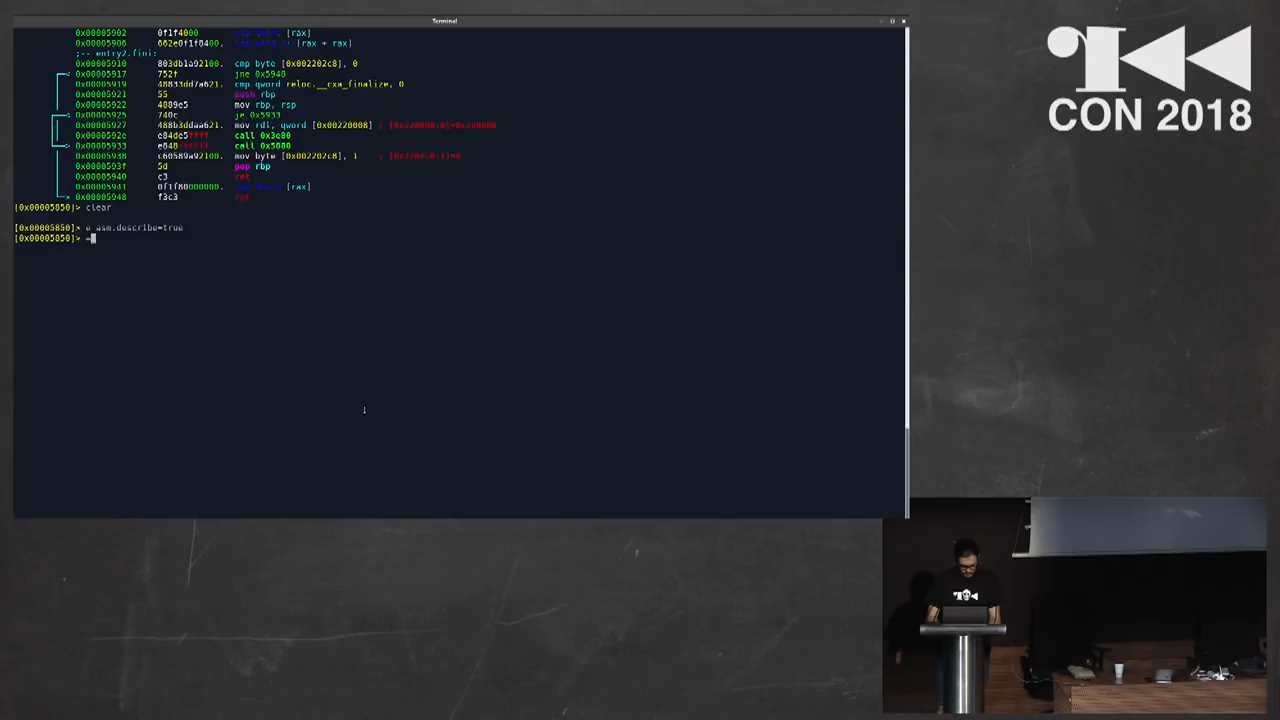 Terminal
0x00005902 0f1f4000 [rax]
0x00005906 662e0f1f8400. [rax + rax]
;-- entry2.fini:
0x00005910 803db1a92100. cmp byte [0x002202c8], 0
0x00005917 752f jne 0x5948
0x00005919 48833dd7a621. cmp qword reloc.__cxa_finalize, 0
0x00005921 55 push rbp
0x00005922 4889e5 mov rbp, rsp
0x00005925 740c je 0x5933
0x00005927 488b3ddaa621. mov rdi, qword [0x00220008]
0x0000592e e84de5ffff call 0x3e80
0x00005933 call 0x5880
0x00005938 c60589a92100. mov byte [0x002202c8], 1
0x0000593f 5d pop rbp
0x00005940 c3 ret
0x00005941 0f1f80000000. [rax]
0x00005948 f3c3 ret
[0x00005850]> clear
[0x00005850]> e asm.describe=true
[0x00005850]>
CON 2018